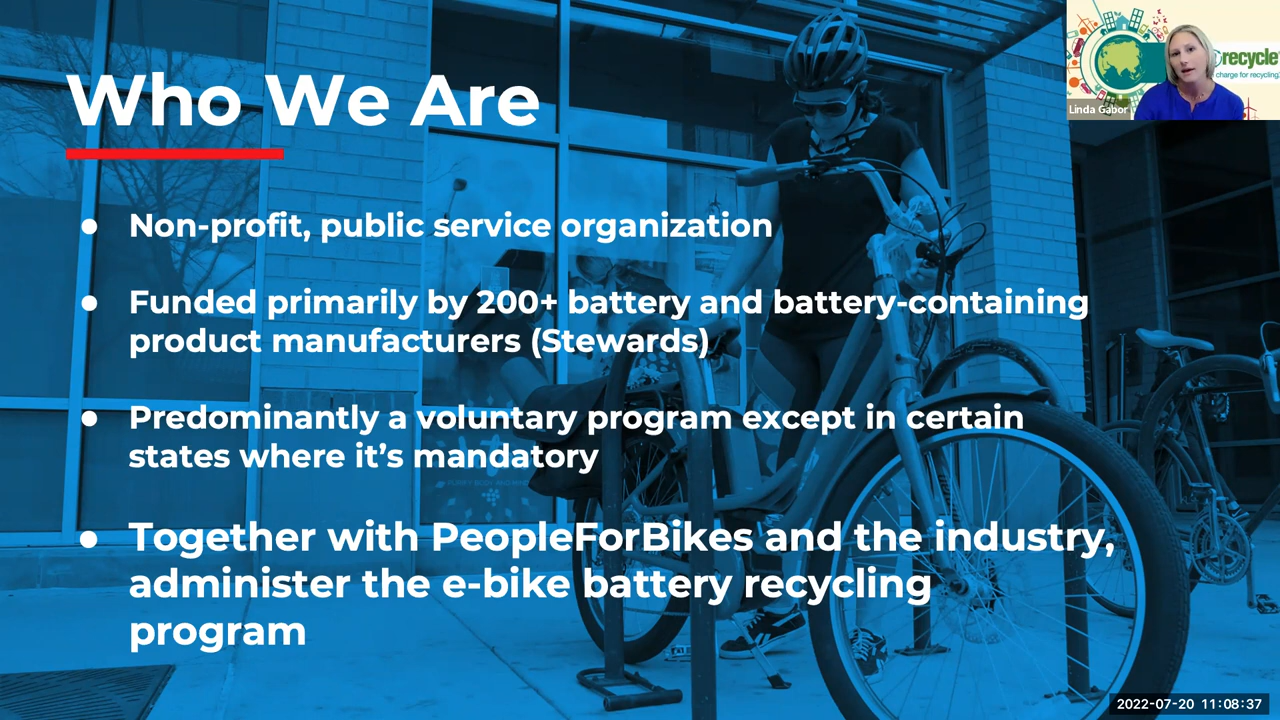 Who We Are
recycle
charge for recycling
Linda Gabor
● Non-profit, public service organization
● Funded primarily by 200+ battery and battery-containing
product manufacturers (Stewards)
● Predominantly a voluntary program except in certain
states where it’s mandatory
● Together with PeopleForBikes and the industry,
administer the e-bike battery recycling
program
2022-07-20 11:08:37